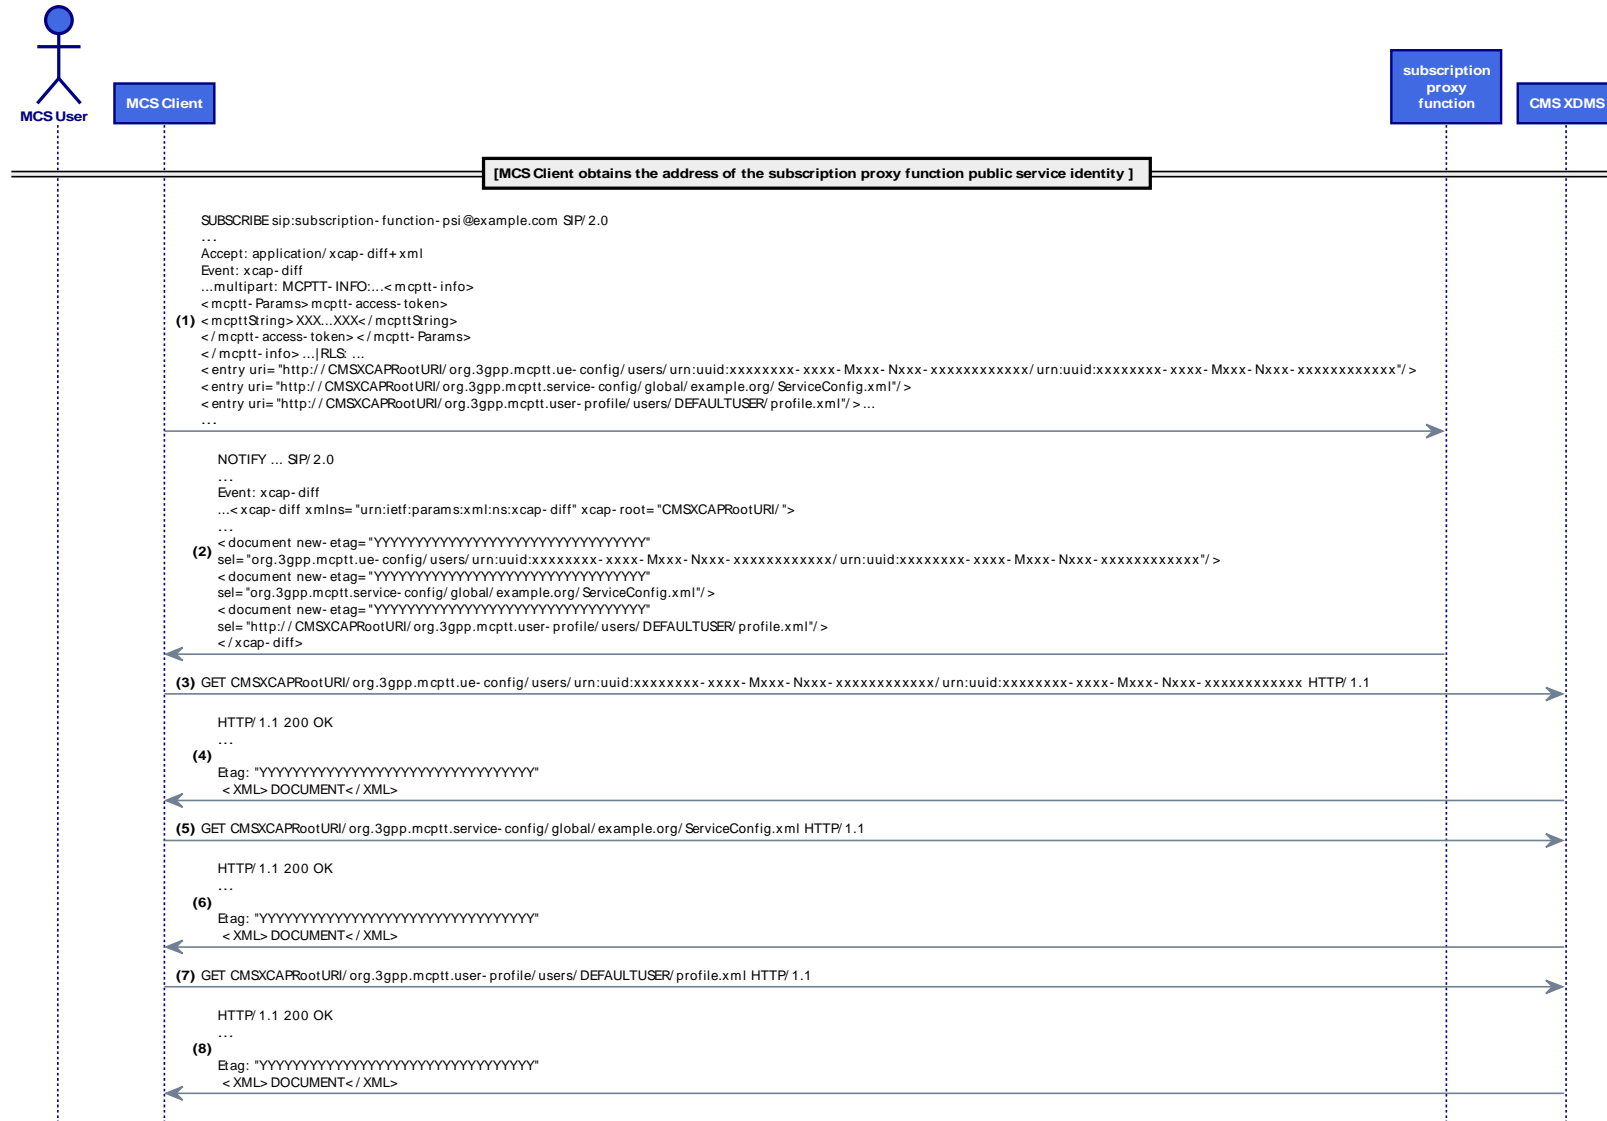 MCS User
MCS Client
subscription
proxy
function
CMS XDMS
[MCS Client obtains the address of the subscription proxy function public service identity ]
SUBSCRIBE sip:subscription-function-psi@example.com SIP/2.0
...
Accept: application/xcap-diff+xml
Event: xcap-diff
...multipart: MCPTT-INFO:...<mcptt-info>
<mcptt-Params>mcptt-access-token>
(1) <mcpttString>XXX...XXX</mcpttString>
</mcptt-access-token> </mcptt-Params>
</mcptt-info> ...|RLS: ...
<entry uri="http://CMSXCAPRootURI/org.3gpp.mcptt.ue-config/users/urn:uuid:xxxxxxxx-xxxx-Mxxx-Nxxx-xxxxxxxxxxxx/urn:uuid:xxxxxxxx-xxxx-Mxxx-Nxxx-xxxxxxxxxxxx"/>
<entry uri="http://CMSXCAPRootURI/org.3gpp.mcptt.service-config/global/example.org/ServiceConfig.xml"/>
<entry uri="http://CMSXCAPRootURI/org.3gpp.mcptt.user-profile/users/DEFAULTUSER/profile.xml"/>...
...
NOTIFY ... SIP/2.0
...
Event: xcap-diff
...<xcap-diff xmlns="urn:ietf:params:xml:ns:xcap-diff" xcap-root="CMSXCAPRootURI/">
...
<document new-etag="YYYYYYYYYYYYYYYYYYYYYYYYYYYYYYYYY"
(2) sel="org.3gpp.mcptt.ue-config/users/urn:uuid:xxxxxxxx-xxxx-Mxxx-Nxxx-xxxxxxxxxxxx/urn:uuid:xxxxxxxx-xxxx-Mxxx-Nxxx-xxxxxxxxxxxx"/>
<document new-etag="YYYYYYYYYYYYYYYYYYYYYYYYYYYYYYYYY"
sel="org.3gpp.mcptt.service-config/global/example.org/ServiceConfig.xml"/>
<document new-etag="YYYYYYYYYYYYYYYYYYYYYYYYYYYYYYYYY"
sel="http://CMSXCAPRootURI/org.3gpp.mcptt.user-profile/users/DEFAULTUSER/profile.xml"/>
</xcap-diff>
(3) GET CMSXCAPRootURI/org.3gpp.mcptt.ue-config/users/urn:uuid:xxxxxxxx-xxxx-Mxxx-Nxxx-xxxxxxxxxxxx/urn:uuid:xxxxxxxx-xxxx-Mxxx-Nxxx-xxxxxxxxxxxx HTTP/1.1
HTTP/1.1 200 OK
...
(4)
Etag: "YYYYYYYYYYYYYYYYYYYYYYYYYYYYYYYYY"
<XML>DOCUMENT</XML>
(5) GET CMSXCAPRootURI/org.3gpp.mcptt.service-config/global/example.org/ServiceConfig.xml HTTP/1.1
HTTP/1.1 200 OK
...
(6)
Etag: "YYYYYYYYYYYYYYYYYYYYYYYYYYYYYYYYY"
<XML>DOCUMENT</XML>
(7) GET CMSXCAPRootURI/org.3gpp.mcptt.user-profile/users/DEFAULTUSER/profile.xml HTTP/1.1
HTTP/1.1 200 OK
...
(8)
Etag: "YYYYYYYYYYYYYYYYYYYYYYYYYYYYYYYYY"
<XML>DOCUMENT</XML>